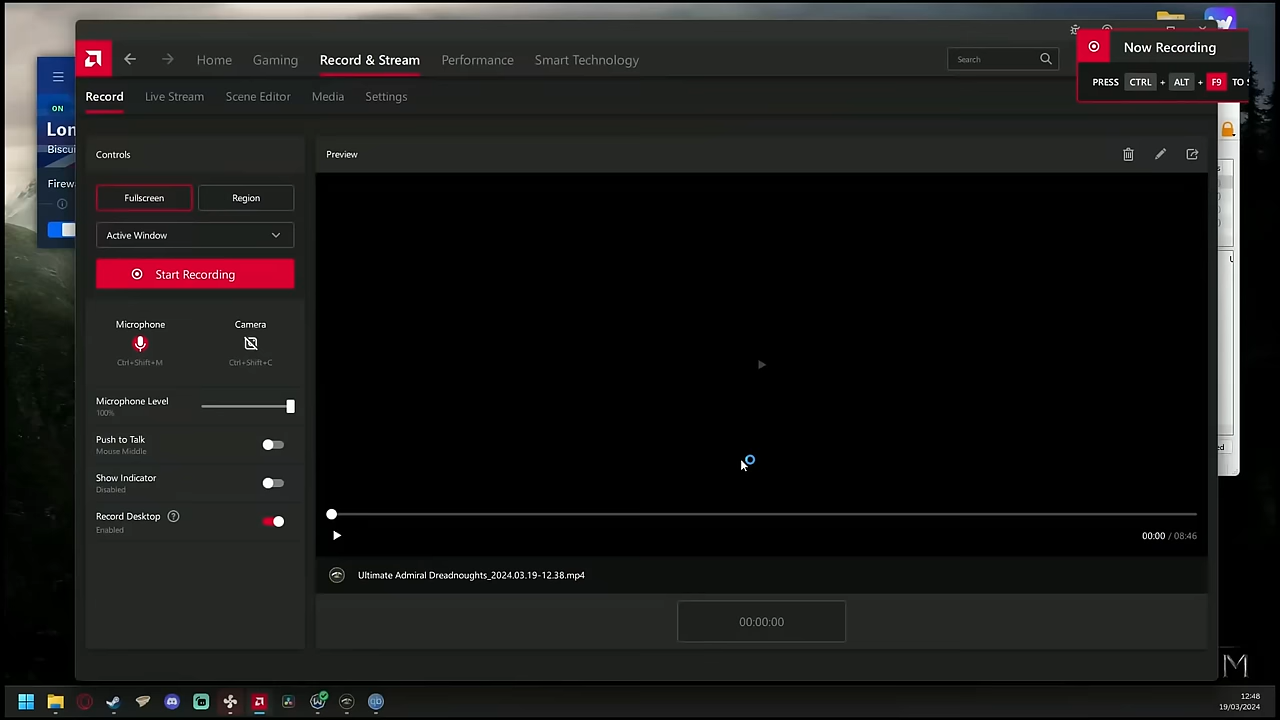 Home
Gaming
Record & Stream
Performance
Smart Technology
Search
Now Recording
PRESS CTRL + ALT + F9 TO
Record
Live Stream
Scene Editor
Media
Settings
ON
Lon
Biscui
Firew
Controls
Fullscreen
Region
Active Window
Start Recording
Microphone
Ctrl+Shift+M
Camera
Ctrl+Shift+C
Microphone Level
100%
Push to Talk
Mouse Middle
Show Indicator
Disabled
Record Desktop
Enabled
Preview
00:00 / 08:46
Ultimate Admiral Dreadnoughts_2024.03.19-12.38.mp4
00:00:00
M
12:48
19/03/2024